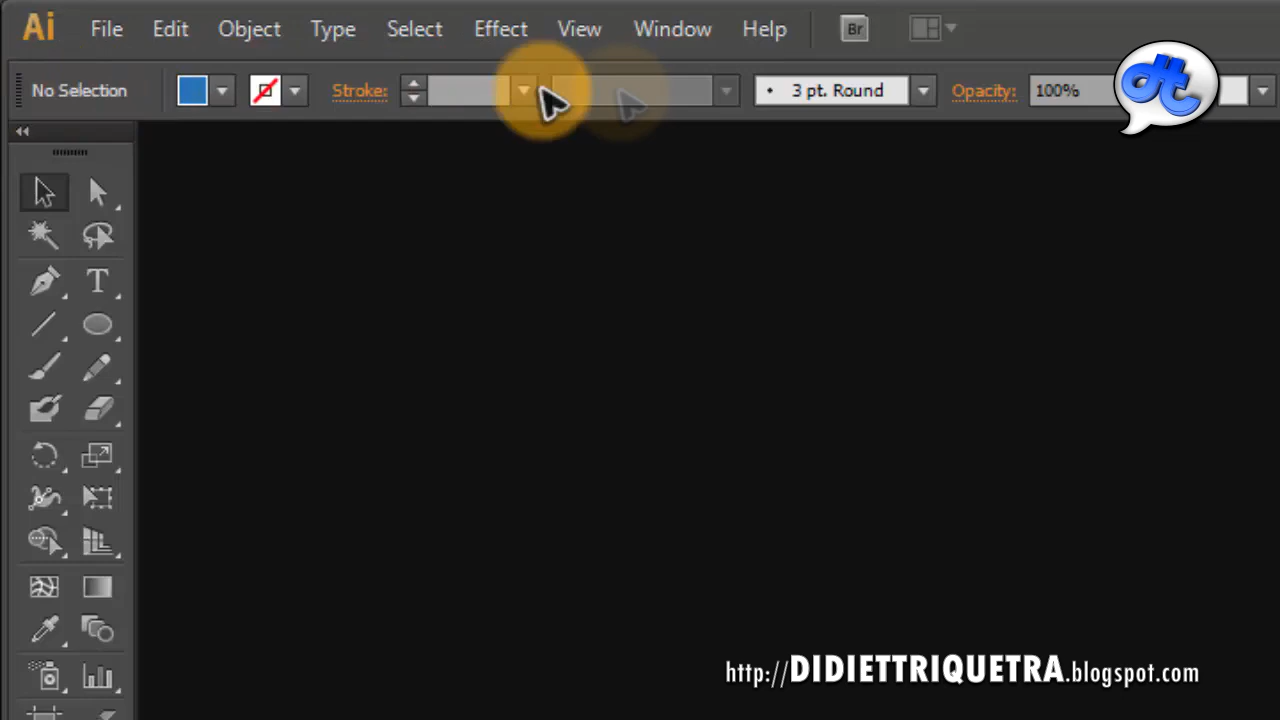 Ai File Edit Object Type Select Effect View Window Help Br
No Selection Stroke: 3 pt. Round Opacity: 100%
dt
T
http://DIDIETTRIQUETRA.blogspot.com